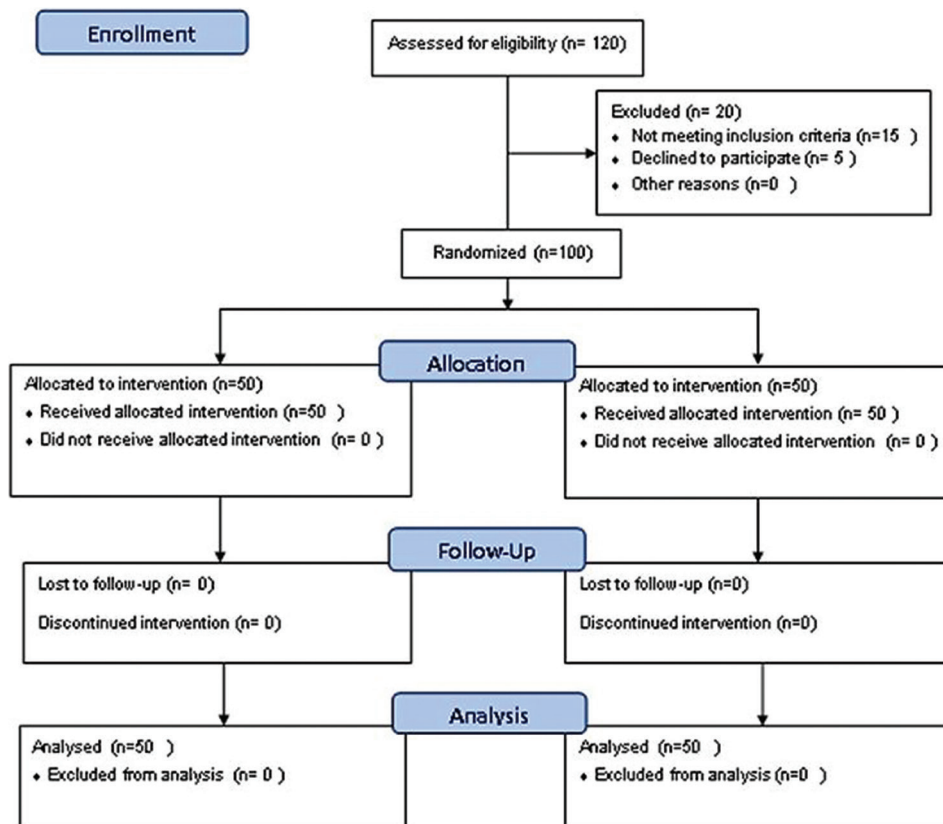 Enrollment
Assessed for eligibility (n= 120)
Excluded (n= 20)
♦ Not meeting inclusion criteria (n=15 )
♦ Declined to participate (n= 5 )
♦ Other reasons (n=0 )
Randomized (n=100)
Allocation
Allocated to intervention (n=50)
♦ Received allocated intervention (n=50 )
♦ Did not receive allocated intervention (n= 0 )
Allocated to intervention (n=50)
♦ Received allocated intervention (n= 50 )
♦ Did not receive allocated intervention (n= 0 )
Follow-Up
Lost to follow-up (n= 0)
Discontinued intervention (n= 0)
Lost to follow-up (n=0)
Discontinued intervention (n=0)
Analysis
Analysed (n=50 )
♦ Excluded from analysis (n= 0 )
Analysed (n=50 )
♦ Excluded from analysis (n=0 )